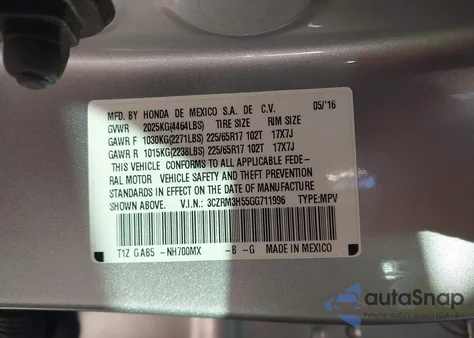 MFD. BY HONDA DE MEXICO S.A. DE C.V. 05/'16
GVWR 2025KG(4464LBS) TIRE SIZE RIM SIZE
GAWR F 1030KG(2271LBS) 225/65R17 102T 17X7J
GAWR R 1015KG(2238LBS) 225/65R17 102T 17X7J
THIS VEHICLE CONFORMS TO ALL APPLICABLE FEDE-
RAL MOTOR VEHICLE SAFETY AND THEFT PREVENTION
STANDARDS IN EFFECT ON THE DATE OF MANUFACTURE
SHOWN ABOVE. V.I.N.: 3CZRM3H55GG711996 TYPE:MPV
T1Z GA85 -NH700MX -B -G MADE IN MEXICO
autaSnap